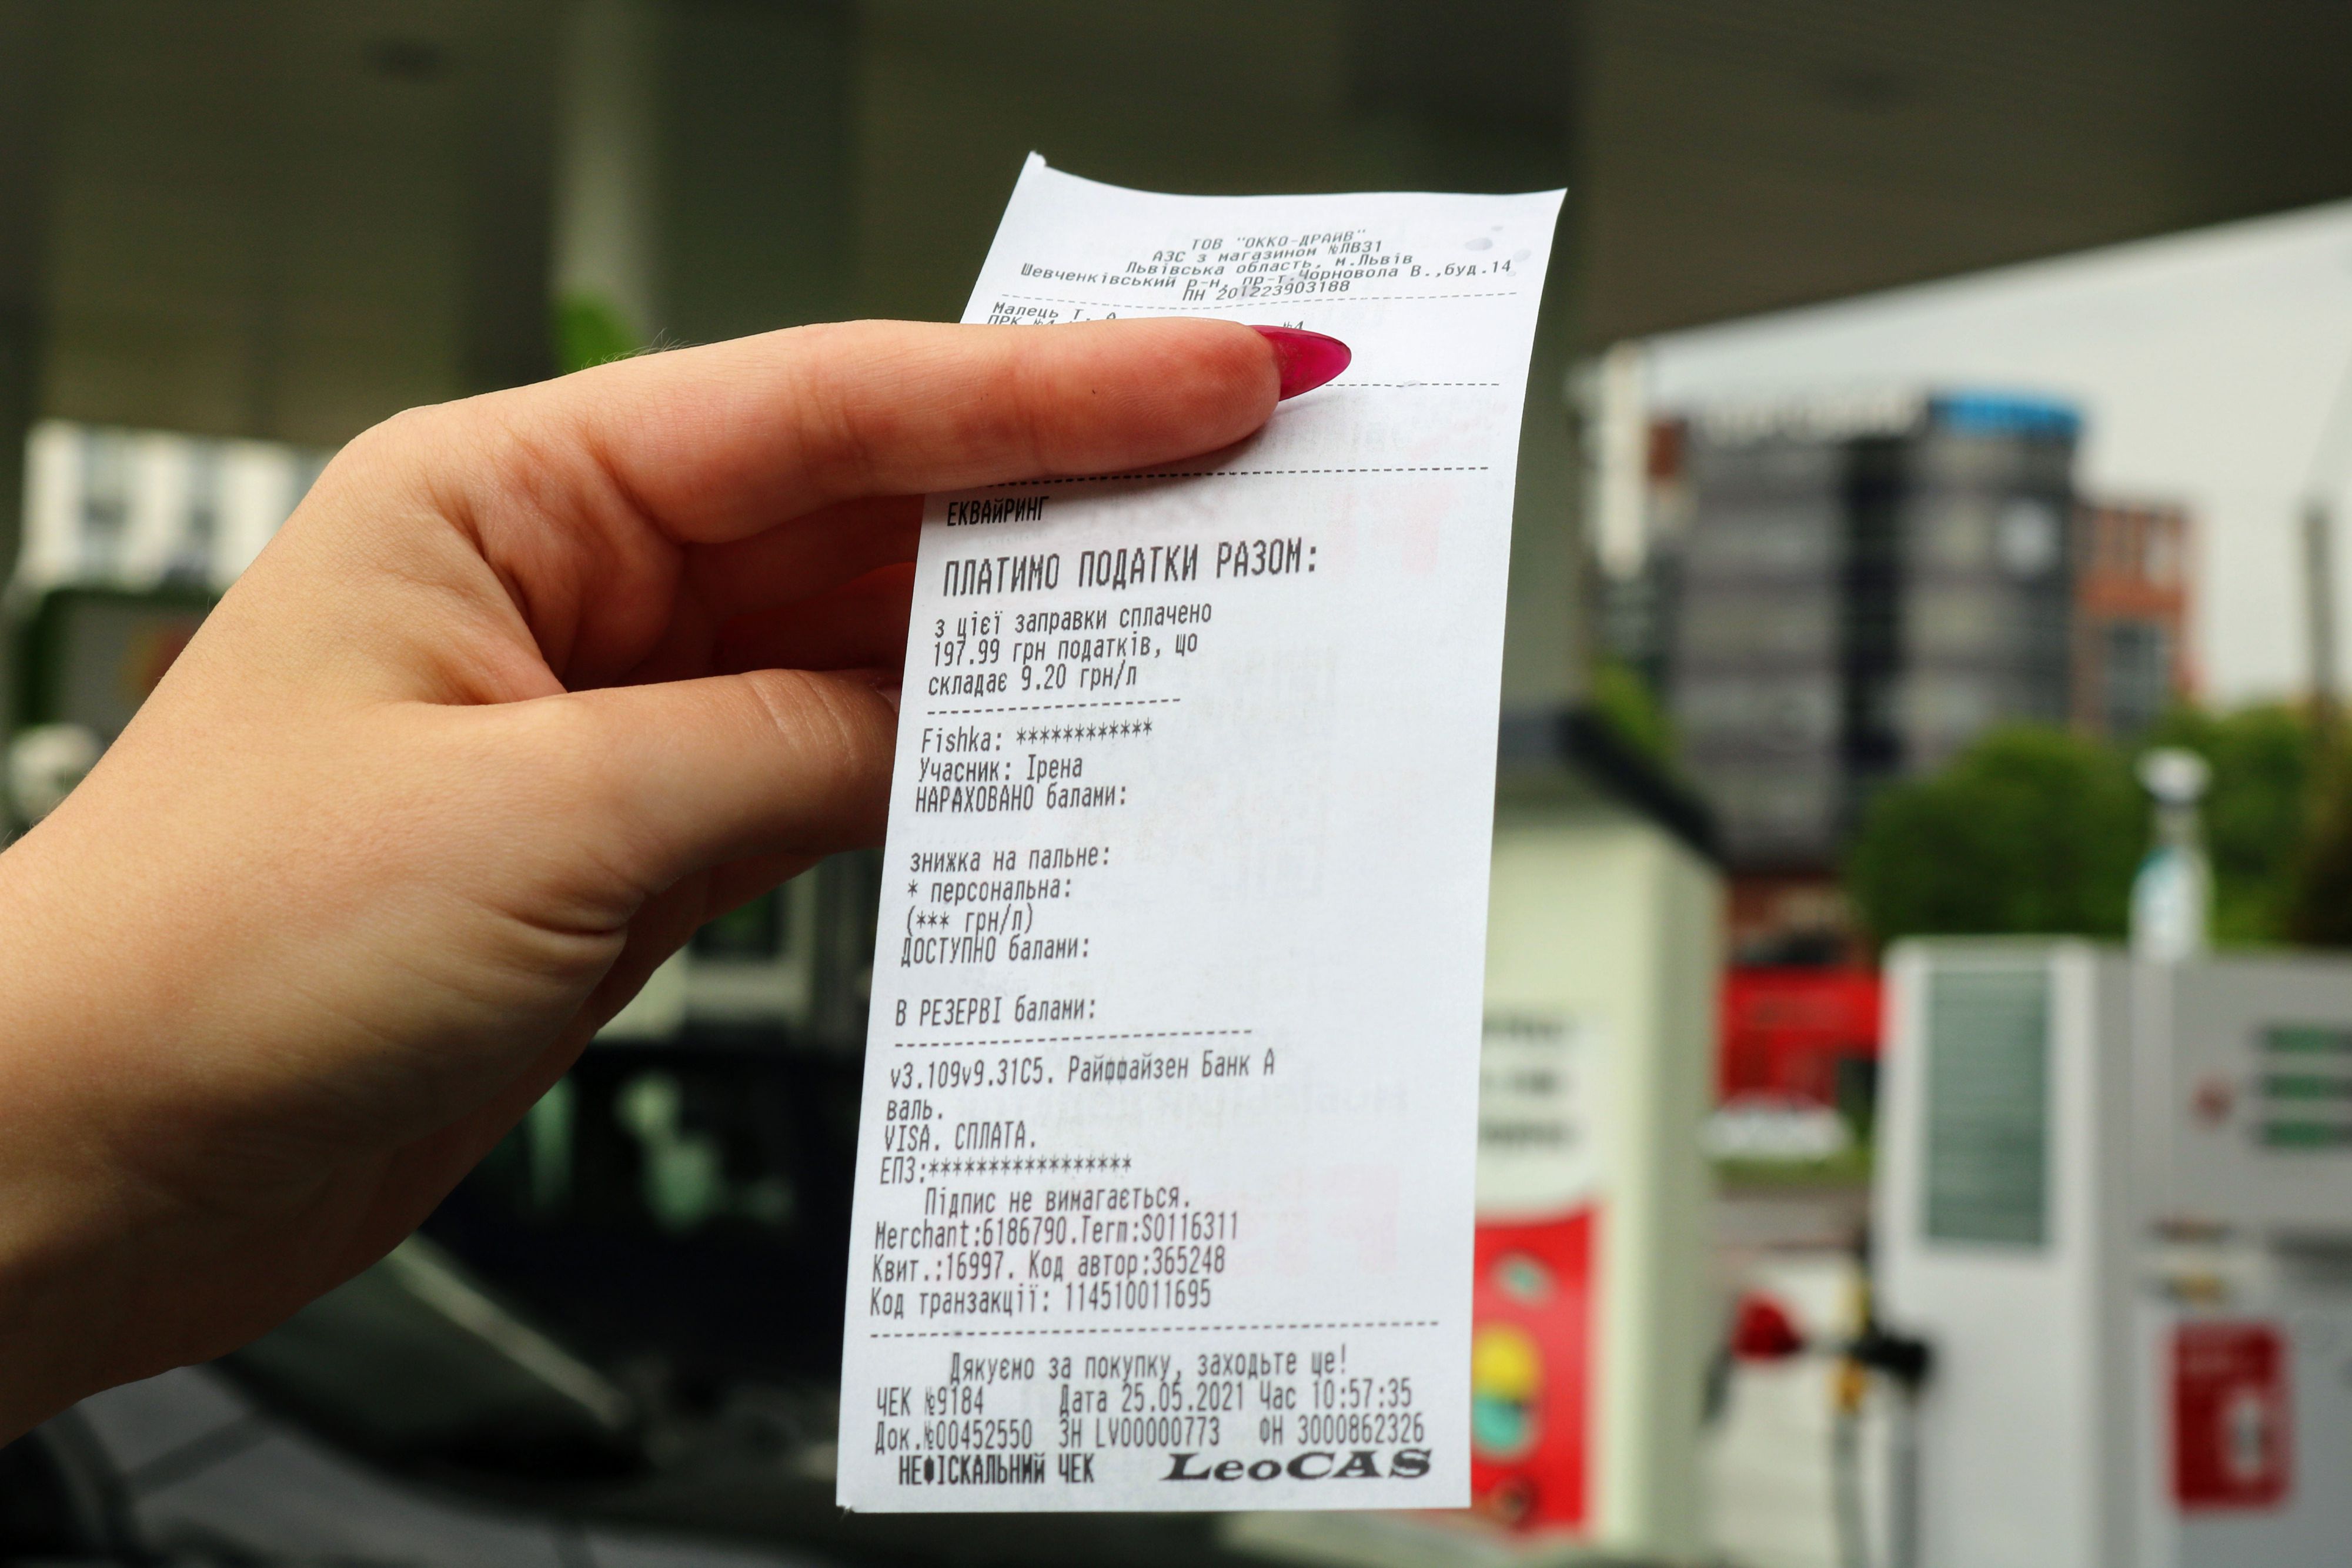 ТОВ "ОККО-ДРАЙВ"
АЗС з магазином №ЛВ31
Львівська область, м.Львів
Шевченківський р-н, пр-т.Чорновола В.,буд.14
ПН 201223903188
Малець Т.
ПРК №4
ЕКВАЙРИНГ
ПЛАТИМО ПОДАТКИ РАЗОМ:
з цієї заправки сплачено
197.99 грн податків, що
складає 9.20 грн/л
Fishka: ************
Учасник: Ірена
НАРАХОВАНО балами:
знижка на пальне:
* персональна:
(*** грн/л)
ДОСТУПНО балами:
В РЕЗЕРВІ балами:
v3.109v9.31C5. Райффайзен Банк А
валь.
VISA. СПЛАТА.
ЕПЗ:*****************
Підпис не вимагається.
Merchant:6186790.Term:S0116311
Квит.:16997. Код автор:365248
Код транзакції: 114510011695
Дякуємо за покупку, заходьте ще!
ЧЕК №9184 Дата 25.05.2021 Час 10:57:35
Док.№00452550 ЗН LV00000773 ФН 3000862326
НЕФІСКАЛЬНИЙ ЧЕК LeoCAS